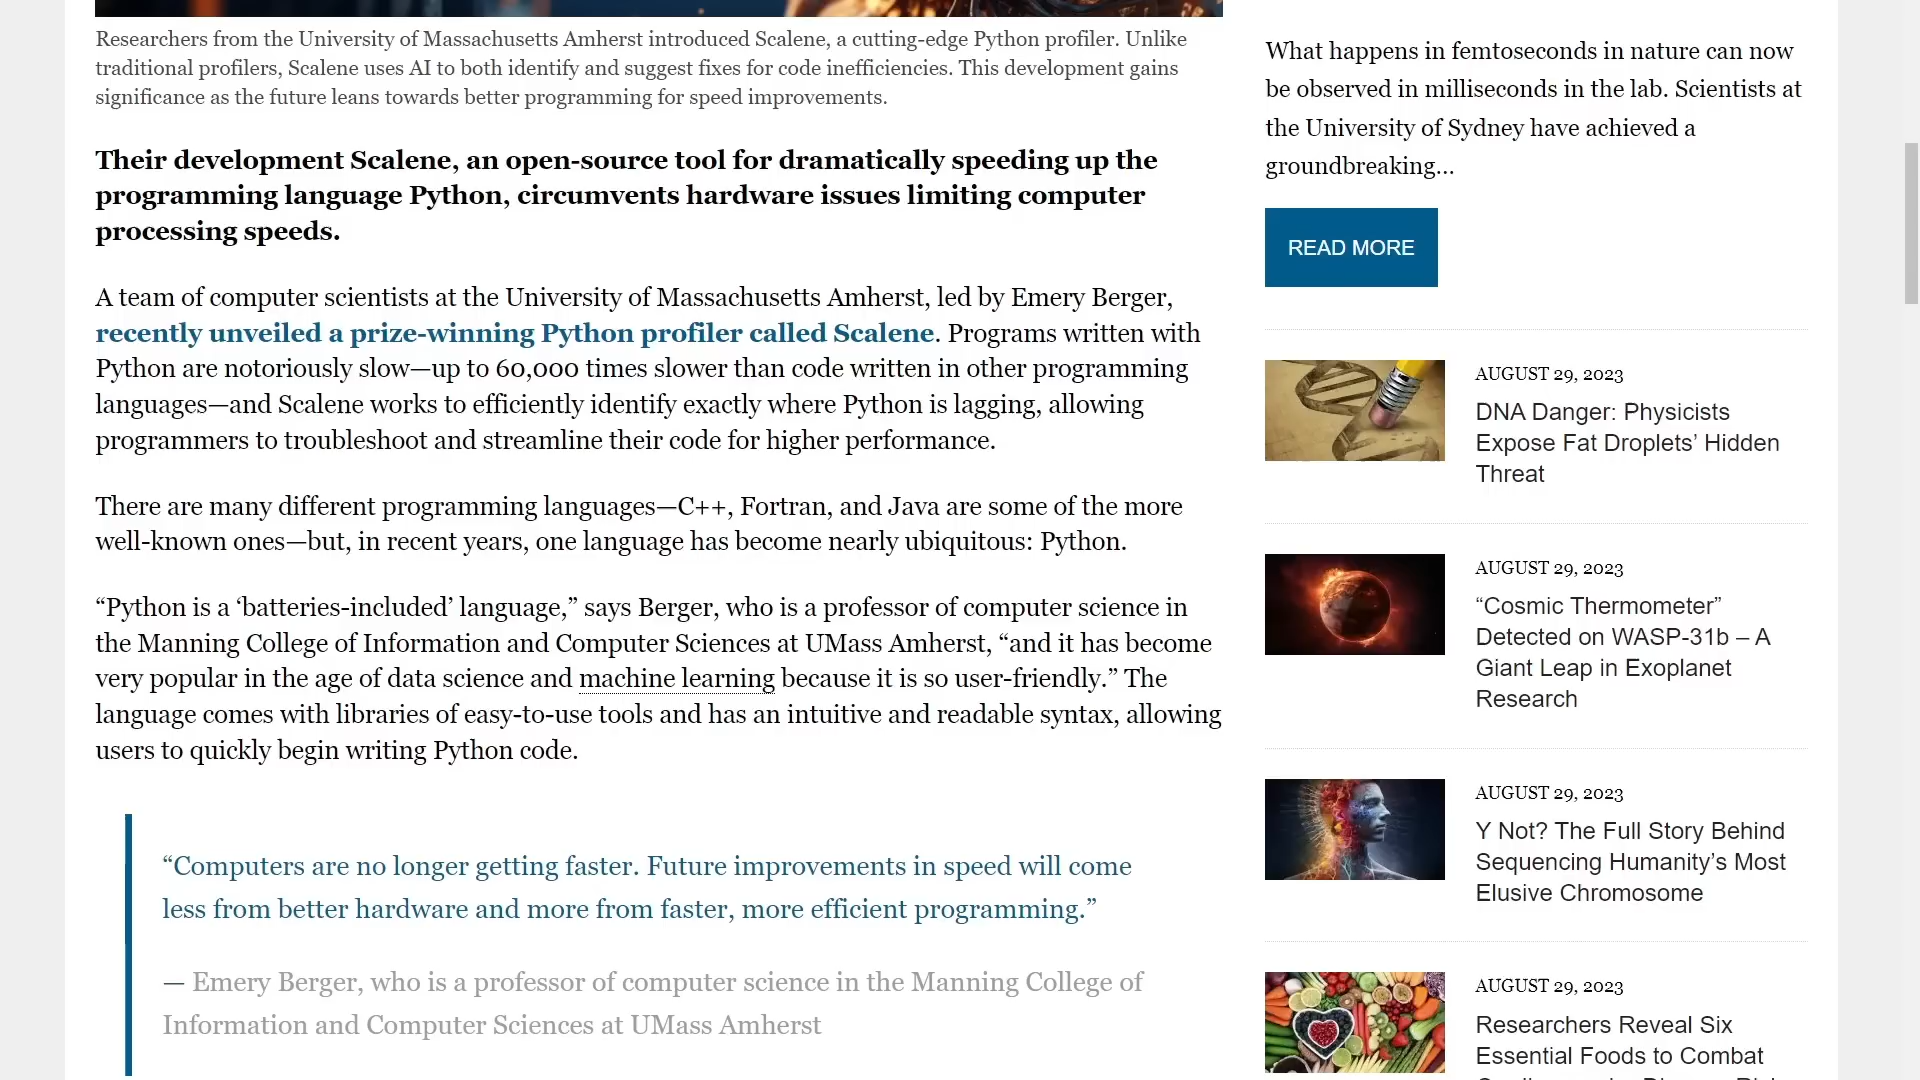 Researchers from the University of Massachusetts Amherst introduced Scalene, a cutting-edge Python profiler. Unlike
traditional profilers, Scalene uses AI to both identify and suggest fixes for code inefficiencies. This development gains
significance as the future leans towards better programming for speed improvements.
Their development Scalene, an open-source tool for dramatically speeding up the
programming language Python, circumvents hardware issues limiting computer
processing speeds.
A team of computer scientists at the University of Massachusetts Amherst, led by Emery Berger,
recently unveiled a prize-winning Python profiler called Scalene. Programs written with
Python are notoriously slow—up to 60,000 times slower than code written in other programming
languages—and Scalene works to efficiently identify exactly where Python is lagging, allowing
programmers to troubleshoot and streamline their code for higher performance.
There are many different programming languages—C++, Fortran, and Java are some of the more
well-known ones—but, in recent years, one language has become nearly ubiquitous: Python.
“Python is a ‘batteries-included’ language,” says Berger, who is a professor of computer science in
the Manning College of Information and Computer Sciences at UMass Amherst, “and it has become
very popular in the age of data science and machine learning because it is so user-friendly.” The
language comes with libraries of easy-to-use tools and has an intuitive and readable syntax, allowing
users to quickly begin writing Python code.
“Computers are no longer getting faster. Future improvements in speed will come
less from better hardware and more from faster, more efficient programming.”
— Emery Berger, who is a professor of computer science in the Manning College of
Information and Computer Sciences at UMass Amherst
What happens in femtoseconds in nature can now
be observed in milliseconds in the lab. Scientists at
the University of Sydney have achieved a
groundbreaking...
READ MORE
AUGUST 29, 2023
DNA Danger: Physicists
Expose Fat Droplets’ Hidden
Threat
AUGUST 29, 2023
“Cosmic Thermometer”
Detected on WASP-31b – A
Giant Leap in Exoplanet
Research
AUGUST 29, 2023
Y Not? The Full Story Behind
Sequencing Humanity’s Most
Elusive Chromosome
AUGUST 29, 2023
Researchers Reveal Six
Essential Foods to Combat